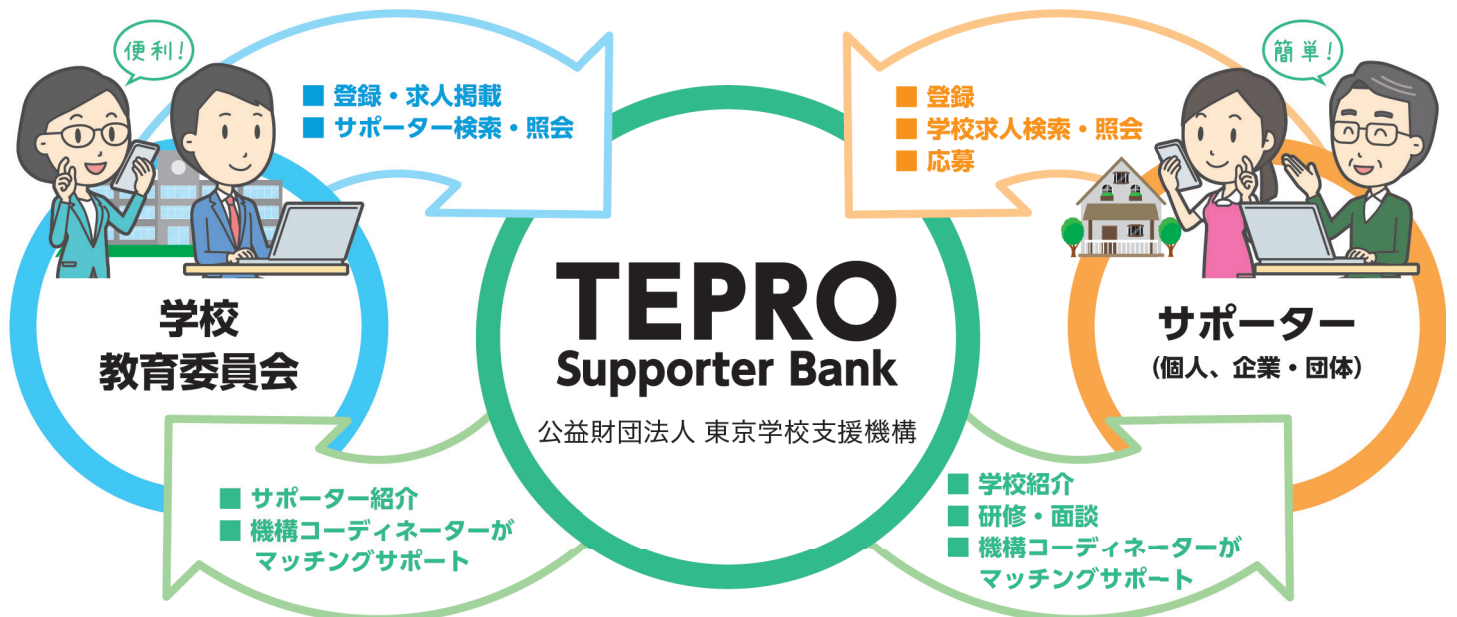 便利!
■ 登録・求人掲載
■ サポーター検索・照会
簡単!
■ 登録
■ 学校求人検索・照会
■ 応募
学校
教育委員会
TEPRO
Supporter Bank
公益財団法人 東京学校支援機構
サポーター
(個人、企業・団体)
■ サポーター紹介
■ 機構コーディネーターが
マッチングサポート
■ 学校紹介
■ 研修・面談
■ 機構コーディネーターが
マッチングサポート